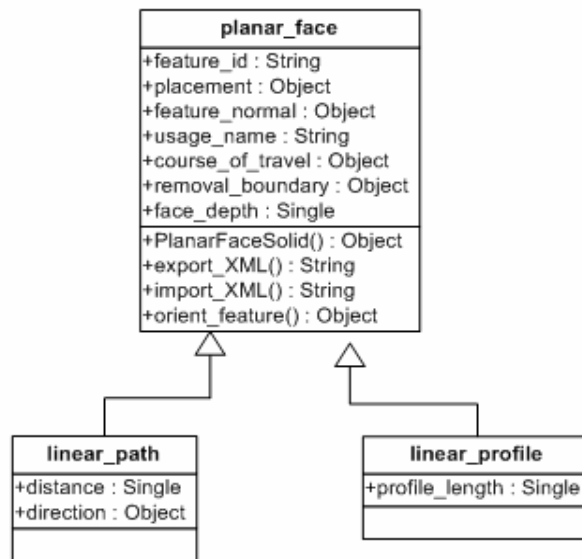 planar_face
+feature_id : String
+placement : Object
+feature_normal : Object
+usage_name : String
+course_of_travel : Object
+removal_boundary : Object
+face_depth : Single
+PlanarFaceSolid() : Object
+export_XML() : String
+import_XML() : String
+orient_feature() : Object
linear_path
+distance : Single
+direction : Object
linear_profile
+profile_length : Single